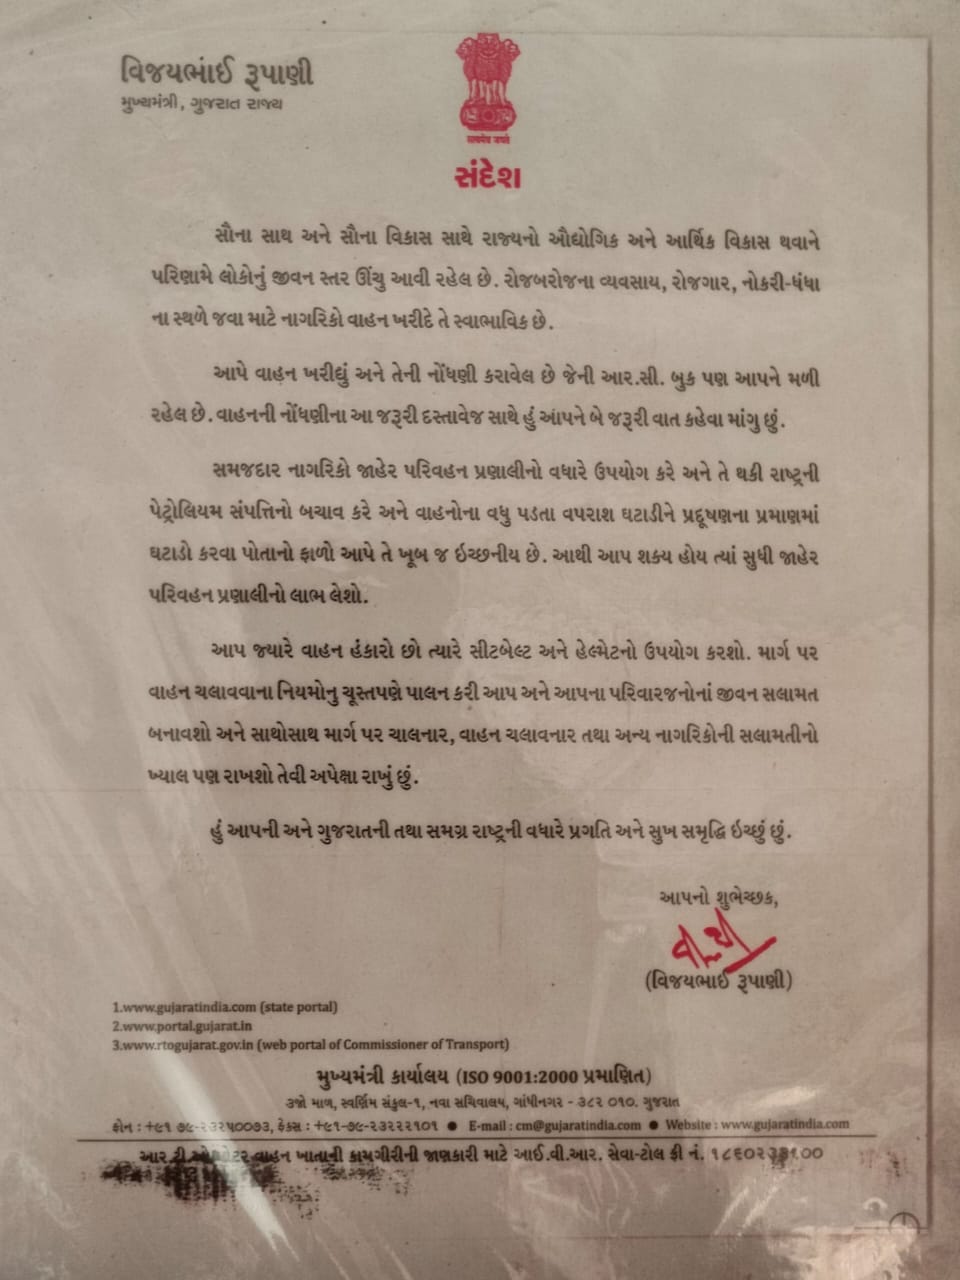 વિજયભાઈ રૂપાણી
મુખ્યમંત્રી, ગુજરાત રાજ્ય
सत्यमेव जयते
સંદેશ
સૌના સાથ અને સૌના વિકાસ સાથે રાજ્યનો ઔદ્યોગિક અને આર્થિક વિકાસ થવાને
પરિણામે લોકોનું જીવન સ્તર ઊંચુ આવી રહેલ છે. રોજબરોજના વ્યવસાય, રોજગાર, નોકરી-ધંધા
ના સ્થળે જવા માટે નાગરિકો વાહન ખરીદે તે સ્વાભાવિક છે.
આપે વાહન ખરીદ્યું અને તેની નોંધણી કરાવેલ છે જેની આર.સી. બુક પણ આપને મળી
રહેલ છે. વાહનની નોંધણીના આ જરૂરી દસ્તાવેજ સાથે હું આપને બે જરૂરી વાત કહેવા માંગુ છું.
સમજદાર નાગરિકો જાહેર પરિવહન પ્રણાલીનો વધારે ઉપયોગ કરે અને તે થકી રાષ્ટ્રની
પેટ્રોલિયમ સંપત્તિનો બચાવ કરે અને વાહનોના વધુ પડતા વપરાશ ઘટાડીને પ્રદૂષણના પ્રમાણમાં
ઘટાડો કરવા પોતાનો ફાળો આપે તે ખૂબ જ ઇચ્છનીય છે. આથી આપ શક્ય હોય ત્યાં સુધી જાહેર
પરિવહન પ્રણાલીનો લાભ લેશો.
આપ જ્યારે વાહન હંકારો છો ત્યારે સીટબેલ્ટ અને હેલ્મેટનો ઉપયોગ કરશો. માર્ગ પર
વાહન ચલાવવાના નિયમોનુ ચૂસ્તપણે પાલન કરી આપ અને આપના પરિવારજનોનાં જીવન સલામત
બનાવશો અને સાથોસાથ માર્ગ પર ચાલનાર, વાહન ચલાવનાર તથા અન્ય નાગરિકોની સલામતીનો
ખ્યાલ પણ રાખશો તેવી અપેક્ષા રાખું છું.
હું આપની અને ગુજરાતની તથા સમગ્ર રાષ્ટ્રની વધારે પ્રગતિ અને સુખ સમૃદ્ધિ ઇચ્છું છું.
આપનો શુભેચ્છક,
(વિજયભાઈ રૂપાણી)
1.www.gujaratindia.com (state portal)
2.www.portal.gujarat.in
3.www.rtogujarat.gov.in (web portal of Commissioner of Transport)
મુખ્યમંત્રી કાર્યાલય (ISO 9001:2000 પ્રમાણિત)
૩જો માળ, સ્વર્ણિમ સંકુલ-૧, નવા સચિવાલય, ગાંધીનગર - ૩૮૨ ૦૧૦. ગુજરાત
ફોન : +૯૧ ૭૯-૨૩૨૫૦૦૭૩, ફેક્સ : +૯૧-૭૯-૨૩૨૨૨૧૦૧ ● E-mail : cm@gujaratindia.com ● Website : www.gujaratindia.com
વાહન ખાતાની કામગીરીની જાણકારી માટે આઈ.વી.આર. સેવા-ટોલ ફ્રી નં.